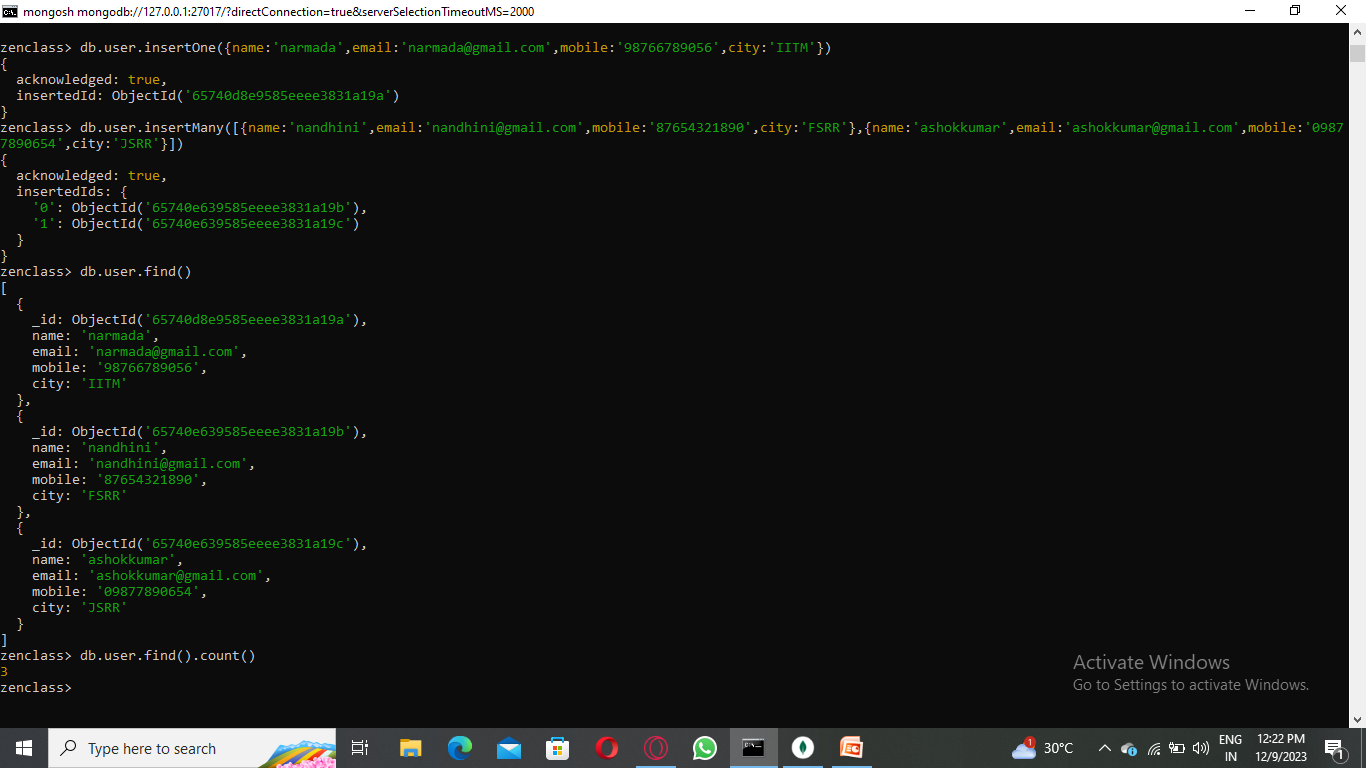 mongosh mongodb://127.0.0.1:27017/?directConnection=true&serverSelectionTimeoutMS=2000
zenclass> db.user.insertOne({name:'narmada',email:'narmada@gmail.com',mobile:'98766789056',city:'IITM'})
{
  acknowledged: true,
  insertedId: ObjectId('65740d8e9585eeee3831a19a')
}
zenclass> db.user.insertMany([{name:'nandhini',email:'nandhini@gmail.com',mobile:'87654321890',city:'FSRR'},{name:'ashokkumar',email:'ashokkumar@gmail.com',mobile:'0987
7890654',city:'JSRR'}])
{
  acknowledged: true,
  insertedIds: {
    '0': ObjectId('65740e639585eeee3831a19b'),
    '1': ObjectId('65740e639585eeee3831a19c')
  }
}
zenclass> db.user.find()
[
  {
    _id: ObjectId('65740d8e9585eeee3831a19a'),
    name: 'narmada',
    email: 'narmada@gmail.com',
    mobile: '98766789056',
    city: 'IITM'
  },
  {
    _id: ObjectId('65740e639585eeee3831a19b'),
    name: 'nandhini',
    email: 'nandhini@gmail.com',
    mobile: '87654321890',
    city: 'FSRR'
  },
  {
    _id: ObjectId('65740e639585eeee3831a19c'),
    name: 'ashokkumar',
    email: 'ashokkumar@gmail.com',
    mobile: '09877890654',
    city: 'JSRR'
  }
]
zenclass> db.user.find().count()
3
zenclass>
Activate Windows
Go to Settings to activate Windows.
Type here to search
1
30°C
ENG
IN
12:22 PM
12/9/2023
1